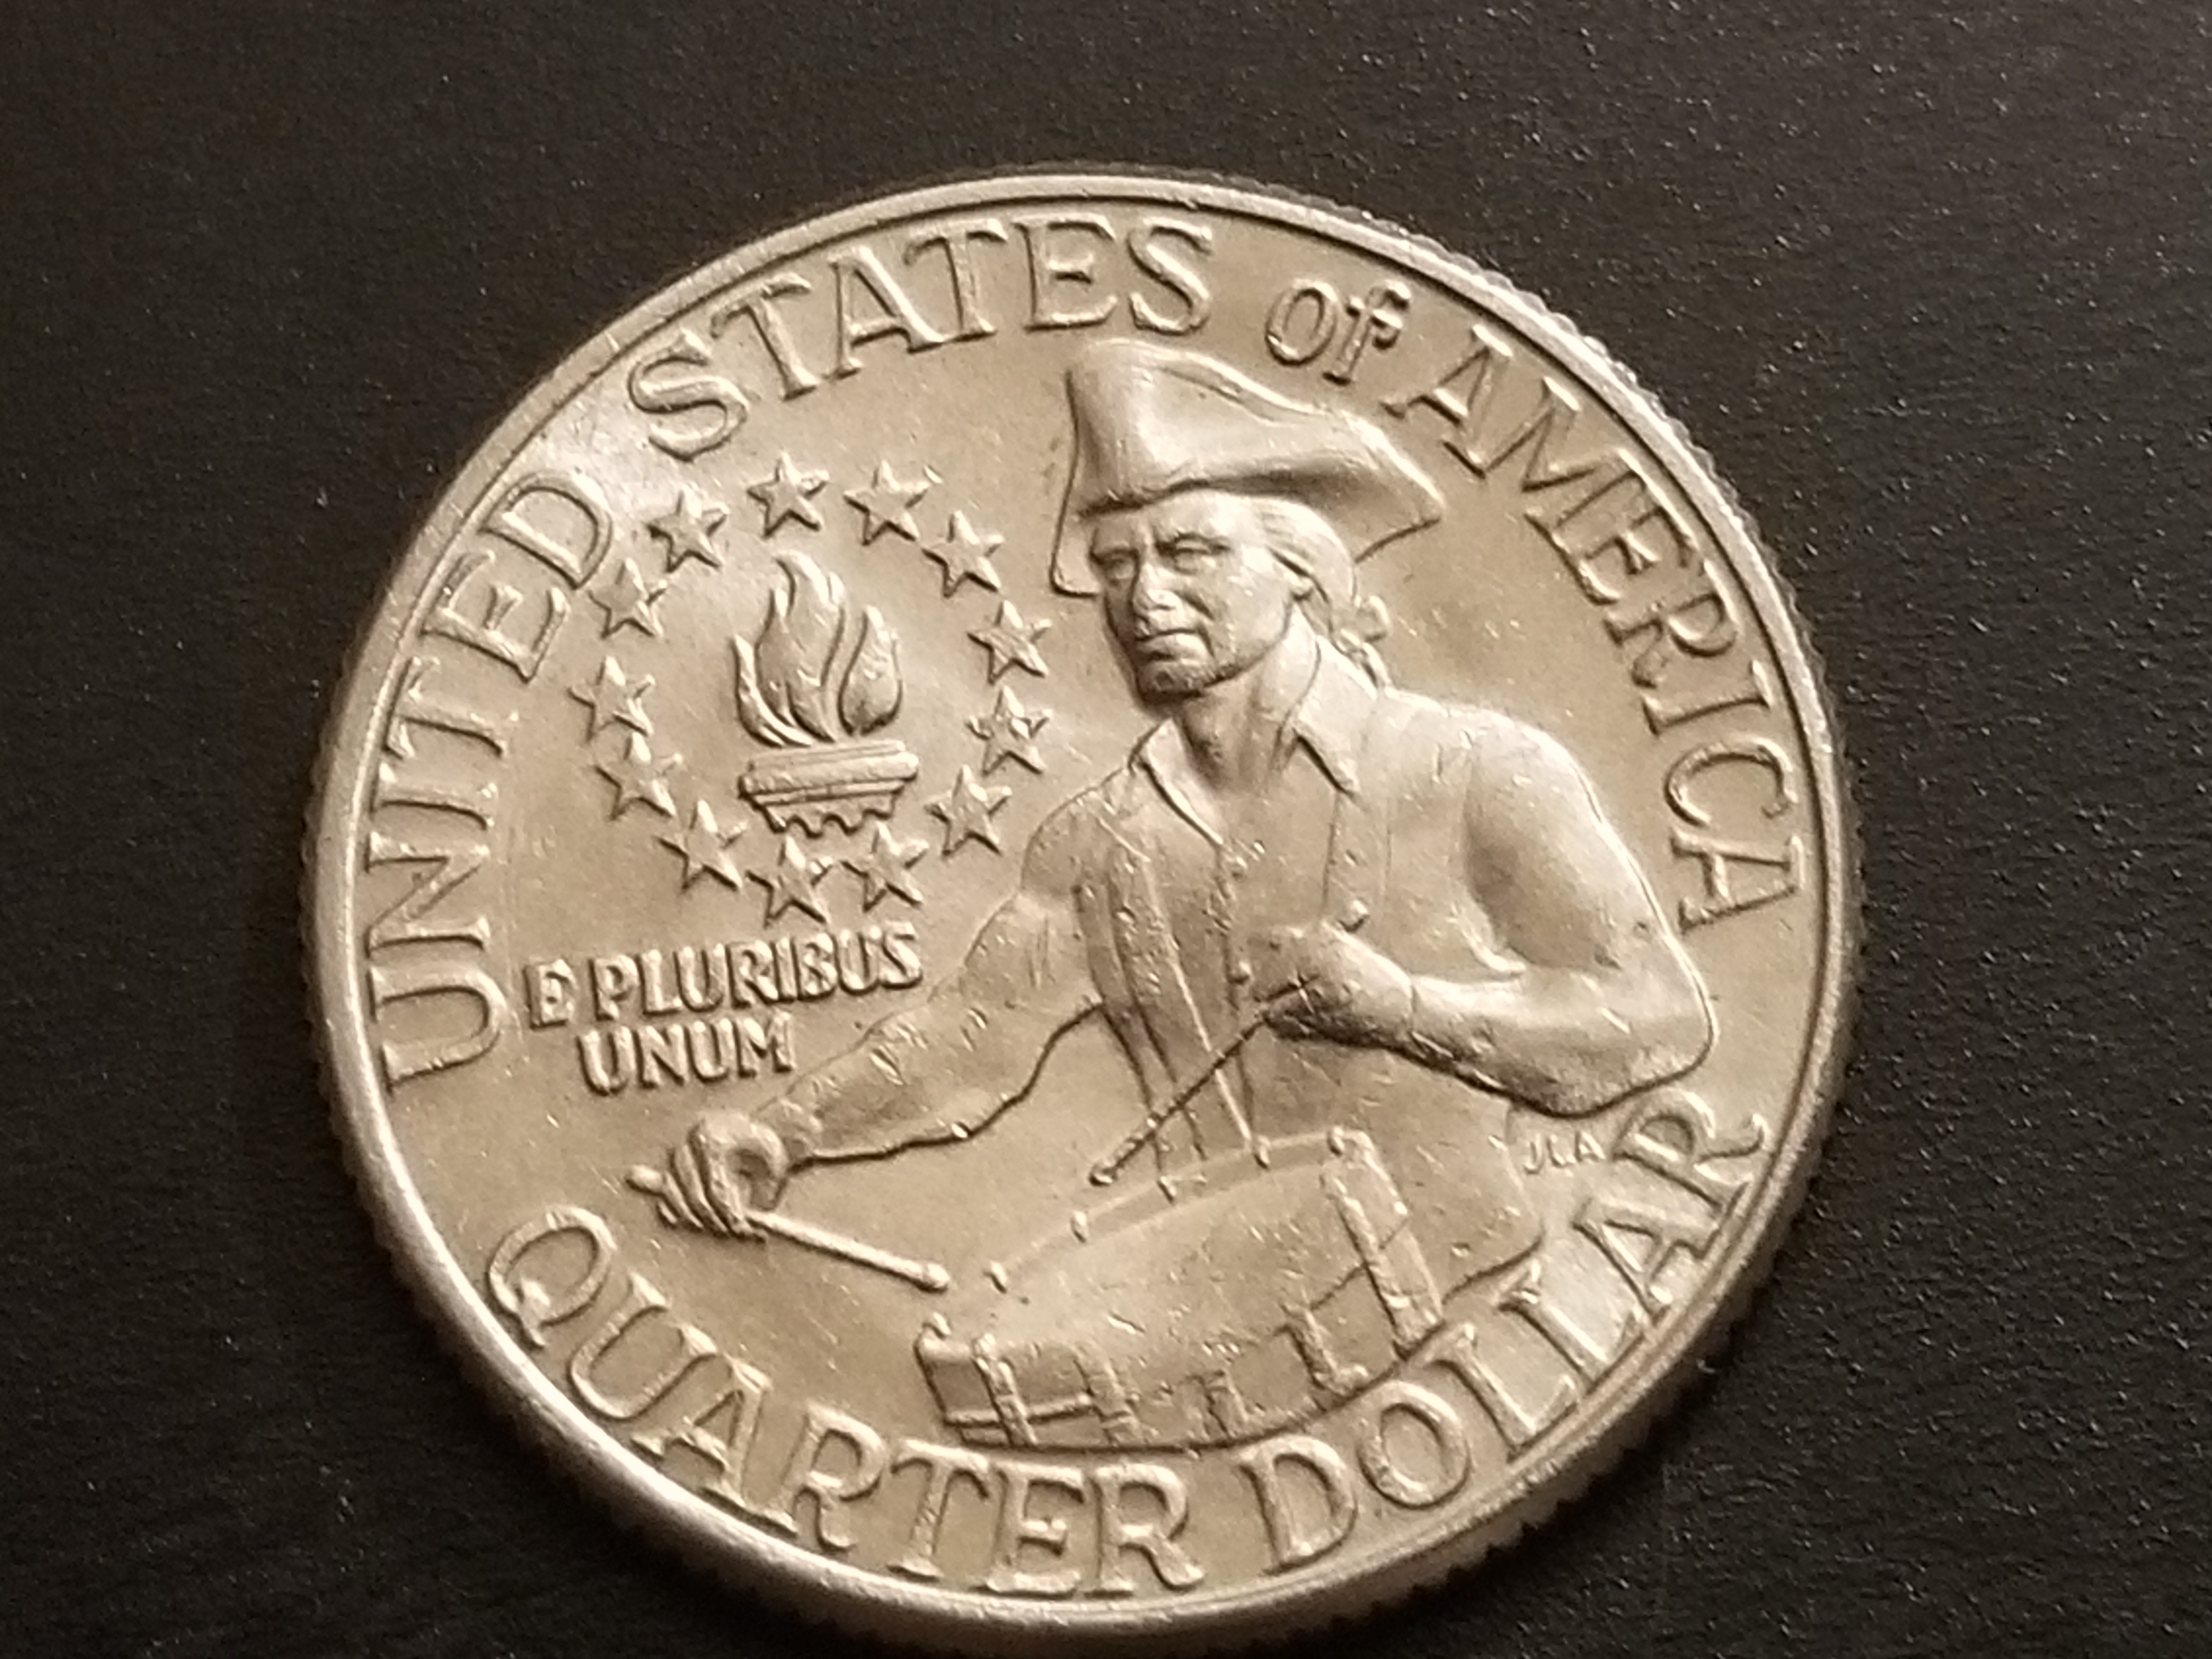 UNITED STATES of AMERICA
E PLURIBUS
UNUM
JLA
QUARTER DOLLAR